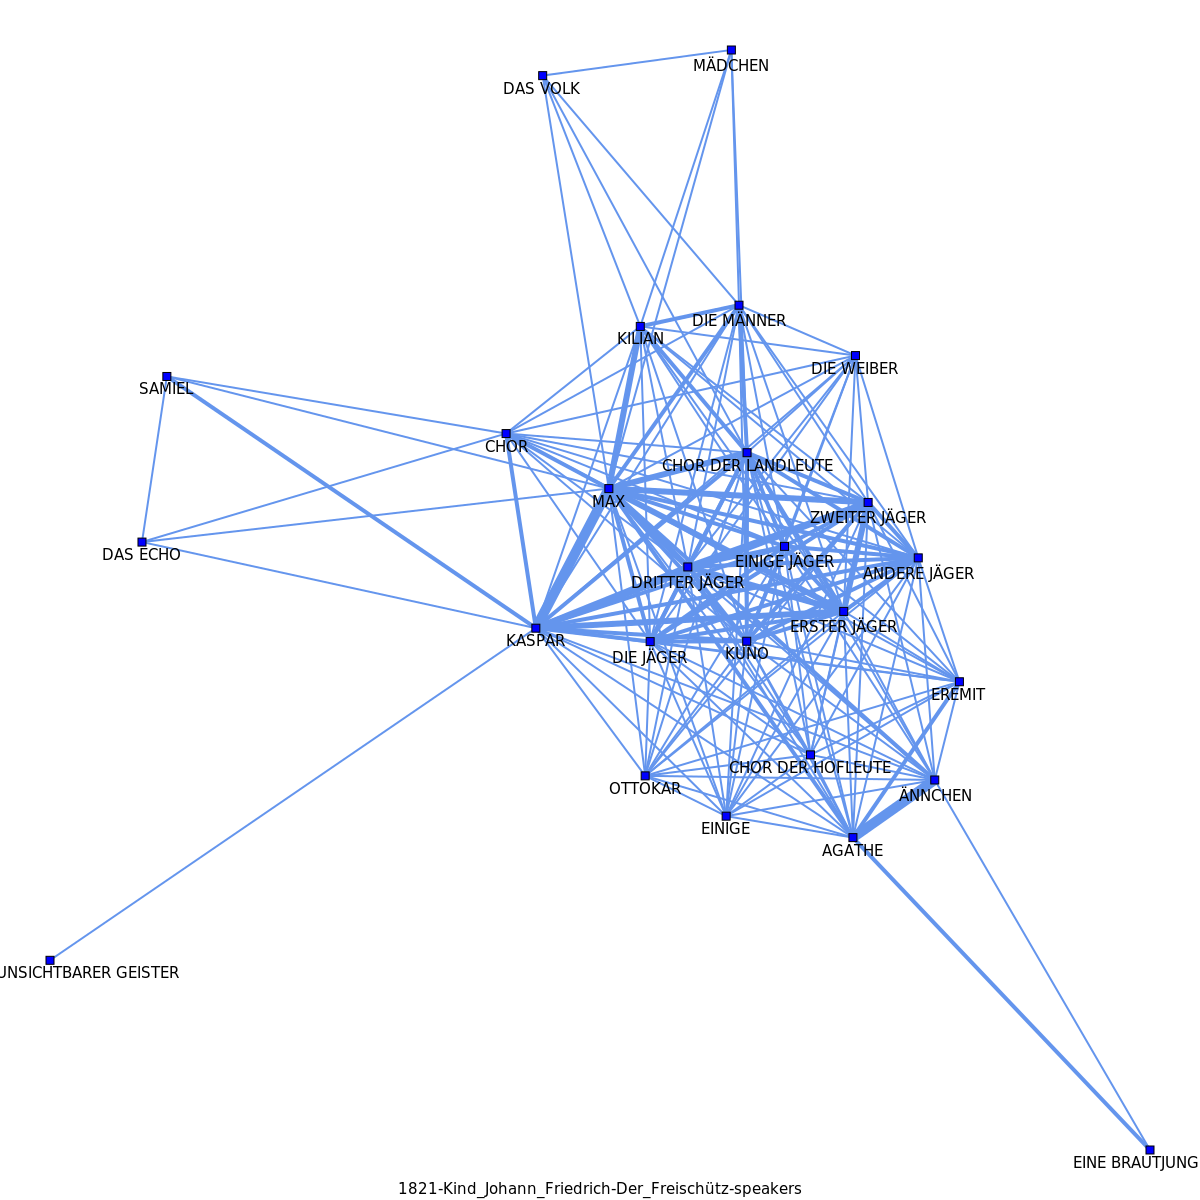 MÄDCHEN
DAS VOLK
DIE MÄNNER
KILIAN
DIE WEIBER
SAMIEL
CHOR
CHOR DER LANDLEUTE
MAX
ZWEITER JÄGER
DAS ECHO
EINIGE JÄGER
ANDERE JÄGER
DRITTER JÄGER
ERSTER JÄGER
KASPAR
KUNO
DIE JÄGER
EREMIT
CHOR DER HOFLEUTE
OTTOKAR
ÄNNCHEN
EINIGE
AGATHE
UNSICHTBARER GEISTER
EINE BRAUTJUNG
1821-Kind_Johann_Friedrich-Der_Freischütz-speakers